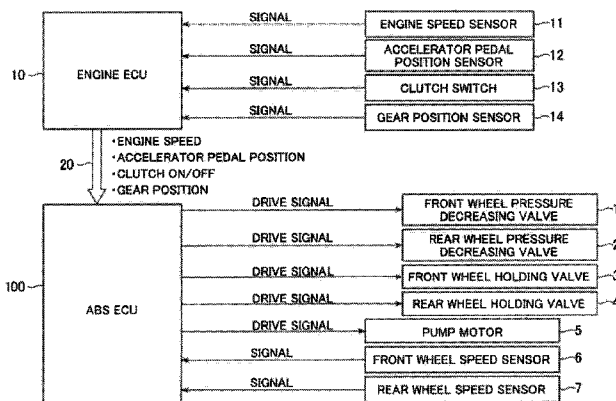 SIGNAL
ENGINE SPEED SENSOR
11
SIGNAL
ACCELERATOR PEDAL
POSITION SENSOR
12
10
ENGINE ECU
SIGNAL
CLUTCH SWITCH
13
SIGNAL
GEAR POSITION SENSOR
14
20
・ENGINE SPEED
・ACCELERATOR PEDAL POSITION
・CLUTCH ON/OFF
・GEAR POSITION
DRIVE SIGNAL
FRONT WHEEL PRESSURE
DECREASING VALVE
1
DRIVE SIGNAL
REAR WHEEL PRESSURE
DECREASING VALVE
2
DRIVE SIGNAL
FRONT WHEEL HOLDING VALVE
3
100
ABS ECU
DRIVE SIGNAL
REAR WHEEL HOLDING VALVE
4
DRIVE SIGNAL
PUMP MOTOR
5
SIGNAL
FRONT WHEEL SPEED SENSOR
6
SIGNAL
REAR WHEEL SPEED SENSOR
7